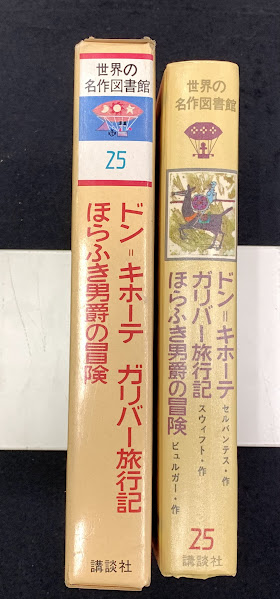 世界の
名作図書館
25
ドン=キホーテ ガリバー旅行記
ほらふき男爵の冒険
講談社
世界の
名作図書館
ドン=キホーテ セルバンテス・作
ガリバー旅行記 スウィフト・作
ほらふき男爵の冒険 ビュルガー・作
25
講談社